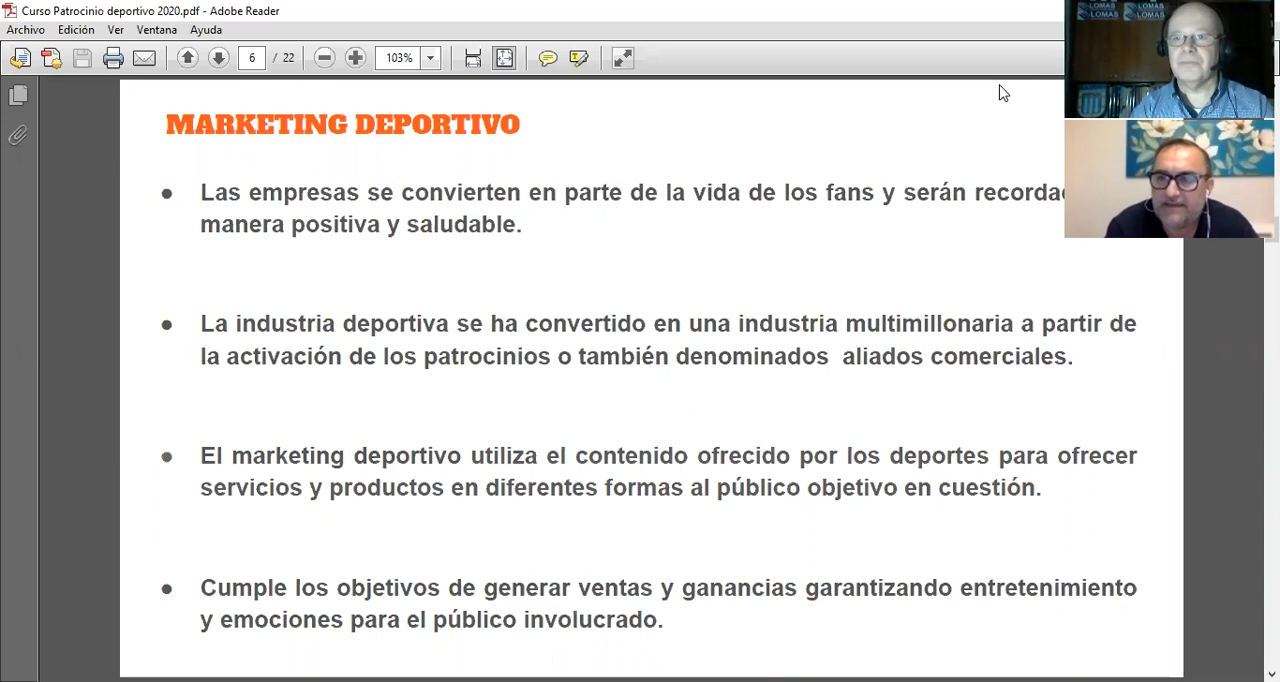 Curso Patrocinio deportivo 2020.pdf - Adobe Reader
Archivo Edición Ver Ventana Ayuda
6 / 22 103%
LOMAS LOMAS
LOMAS LOMAS
MARKETING DEPORTIVO
• Las empresas se convierten en parte de la vida de los fans y serán
manera positiva y saludable.
• La industria deportiva se ha convertido en una industria multimillonaria a partir de
la activación de los patrocinios o también denominados aliados comerciales.
• El marketing deportivo utiliza el contenido ofrecido por los deportes para ofrecer
servicios y productos en diferentes formas al público objetivo en cuestión.
• Cumple los objetivos de generar ventas y ganancias garantizando entretenimiento
y emociones para el público involucrado.